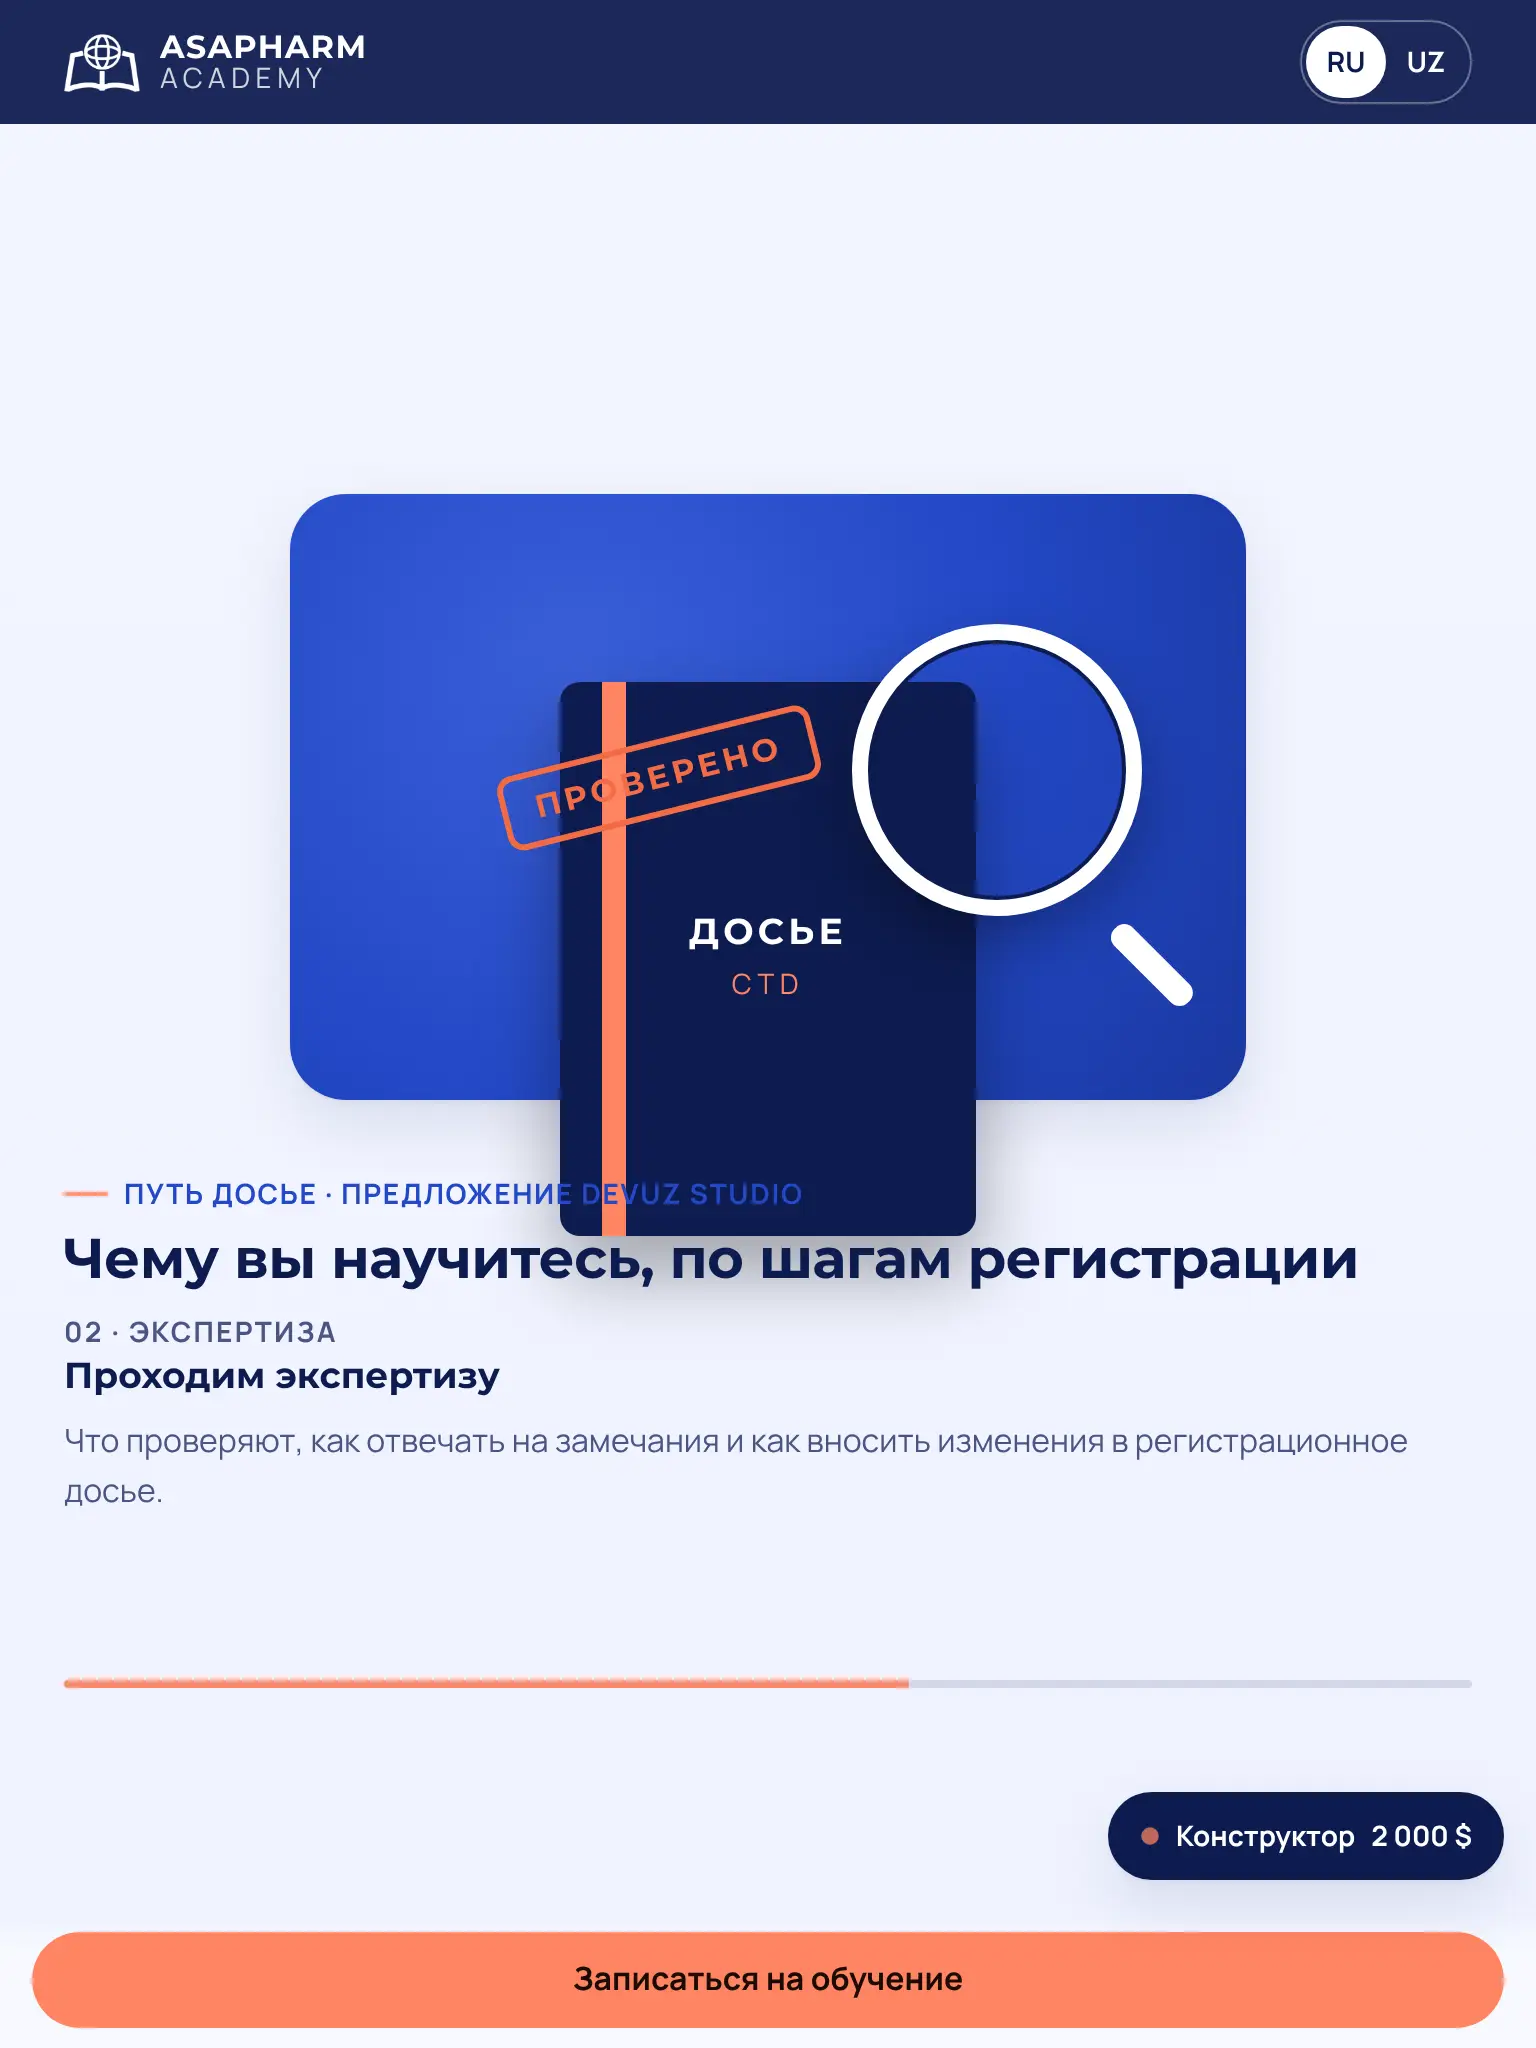 ASAPHARM
ACADEMY
RU UZ
ПРОВЕРЕНО
ДОСЬЕ
CTD
ПУТЬ ДОСЬЕ · ПРЕДЛОЖЕНИЕ DEVUZ STUDIO
Чему вы научитесь, по шагам регистрации
02 · ЭКСПЕРТИЗА
Проходим экспертизу
Что проверяют, как отвечать на замечания и как вносить изменения в регистрационное
досье.
Конструктор 2 000 $
Записаться на обучение